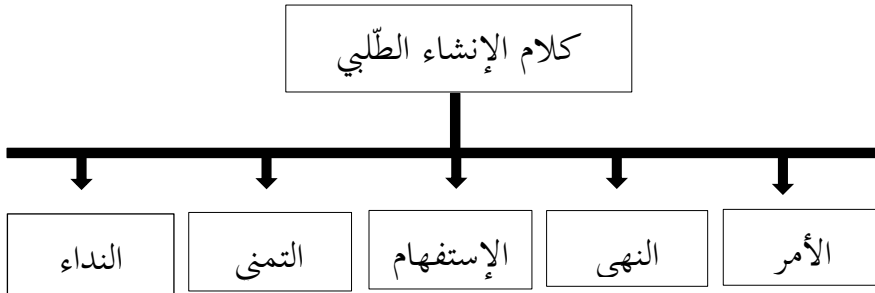 كلام الإنشاء الطّلبي
الأمر
النهى
الإستفهام
التمنى
النداء